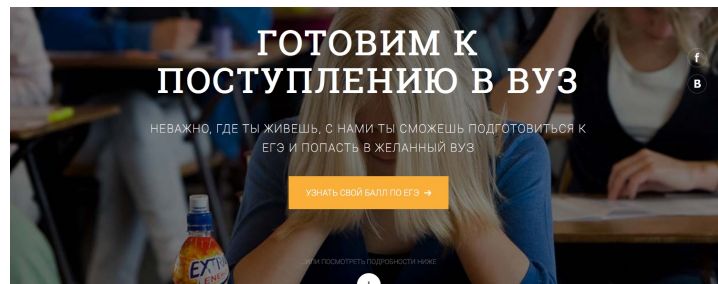 ГОТОВИМ К
ПОСТУПЛЕНИЮ В ВУЗ
НЕВАЖНО, ГДЕ ТЫ ЖИВЕШЬ, С НАМИ ТЫ СМОЖЕШЬ ПОДГОТОВИТЬСЯ К
ЕГЭ И ПОПАСТЬ В ЖЕЛАННЫЙ ВУЗ
УЗНАТЬ СВОЙ БАЛЛ ПО ЕГЭ →
...ИЛИ ПОСМОТРЕТЬ ПОДРОБНОСТИ НИЖЕ
f
B